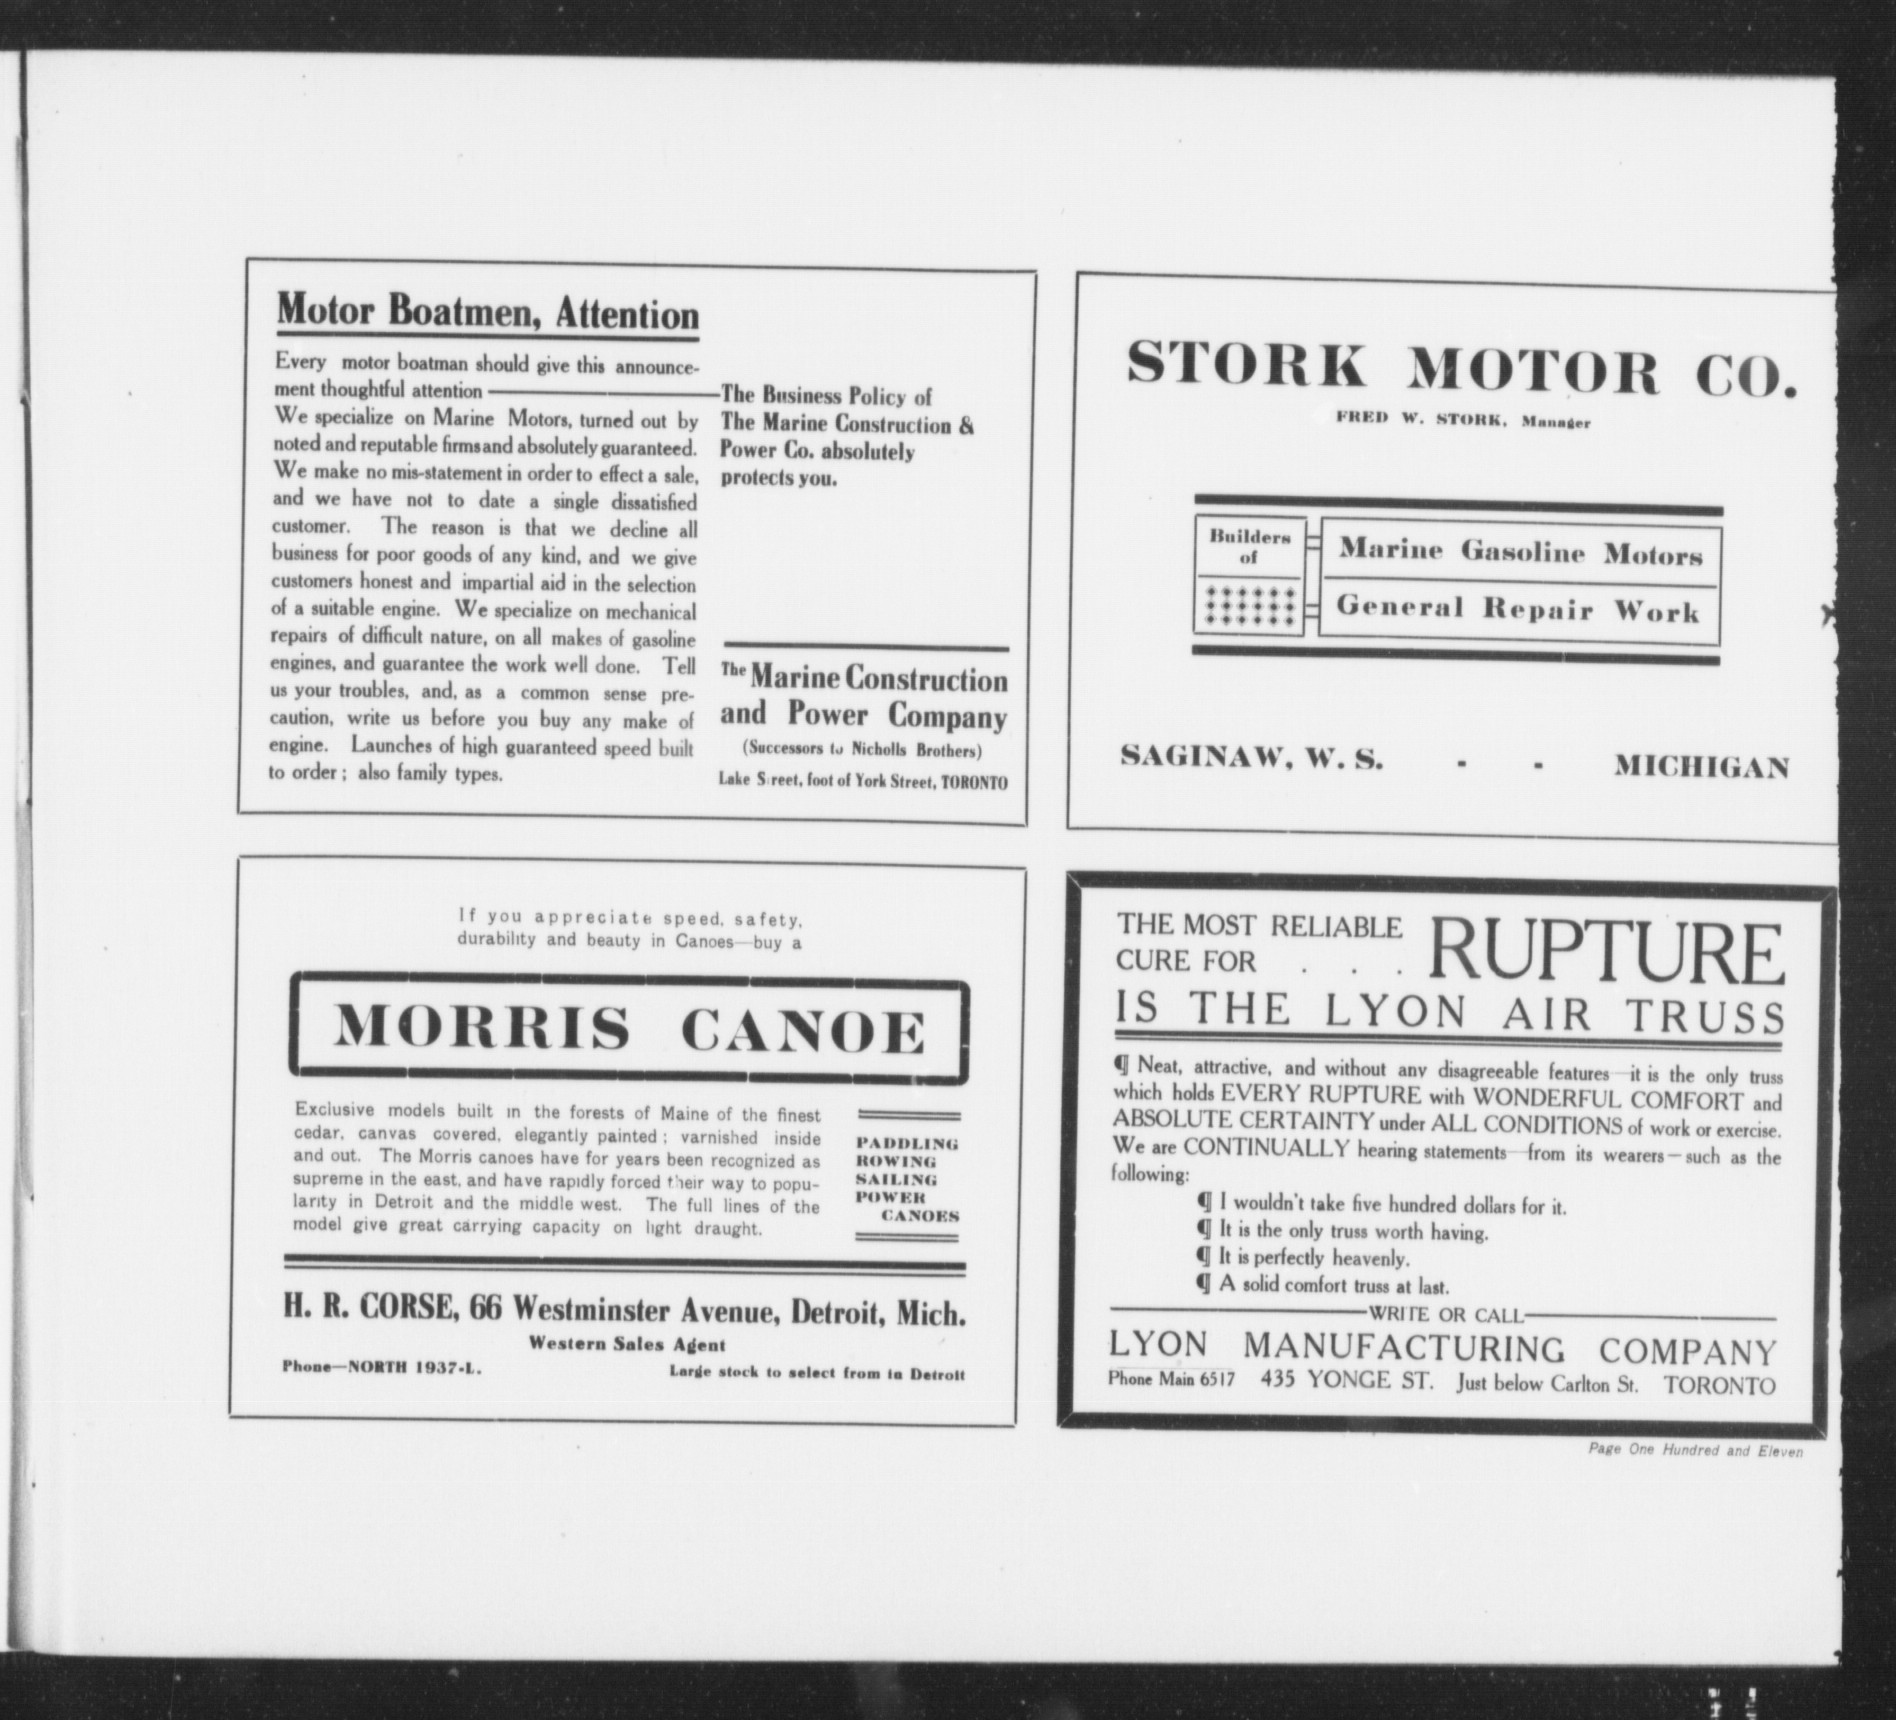 Motor Boatmen, Attention
Every motor boatman should give this announce-
ment thoughtful attention
We specialize on Marine Motors, turned out by
noted and reputable firms and absolutely guaranteed.
We make no mis-statement in order to effect a sale,
and we have not to date a single dissatisfied
customer. The reason is that we decline all
business for poor goods of any kind, and we give
customers honest and impartial aid in the selection
of a suitable engine. We specialize on mechanical
repairs of difficult nature, on all makes of gasoline
engines, and guarantee the work well done. Tell
us your troubles, and, as a common sense pre-
caution, write us before you buy any make of
engine. Launches of high guaranteed speed built
to order; also family types.
The Business Policy of
The Marine Construction &
Power Co. absolutely
protects you.
The Marine Construction
and Power Company
(Successors to Nicholls Brothers)
Lake Street, foot of York Street, TORONTO
STORK MOTOR CO.
FRED W. STORK, Manager
Builders
of
Marine Gasoline Motors
General Repair Work
SAGINAW, W. S. - - MICHIGAN
If you appreciate speed, safety,
durability and beauty in Canoes—buy a
MORRIS CANOE
Exclusive models built in the forests of Maine of the finest
cedar, canvas covered, elegantly painted; varnished inside
and out. The Morris canoes have for years been recognized as
supreme in the east, and have rapidly forced their way to popu-
larity in Detroit and the middle west. The full lines of the
model give great carrying capacity on light draught.
PADDLING
ROWING
SAILING
POWER
CANOES
H. R. CORSE, 66 Westminster Avenue, Detroit, Mich.
Western Sales Agent
Phone—NORTH 1937-L. Large stock to select from in Detroit
THE MOST RELIABLE
CURE FOR . . . RUPTURE
IS THE LYON AIR TRUSS
¶ Neat, attractive, and without any disagreeable features—it is the only truss
which holds EVERY RUPTURE with WONDERFUL COMFORT and
ABSOLUTE CERTAINTY under ALL CONDITIONS of work or exercise.
We are CONTINUALLY hearing statements—from its wearers—such as the
following:
¶ I wouldn't take five hundred dollars for it.
¶ It is the only truss worth having.
¶ It is perfectly heavenly.
¶ A solid comfort truss at last.
WRITE OR CALL
LYON MANUFACTURING COMPANY
Phone Main 6517 435 YONGE ST. Just below Carlton St. TORONTO
Page One Hundred and Eleven